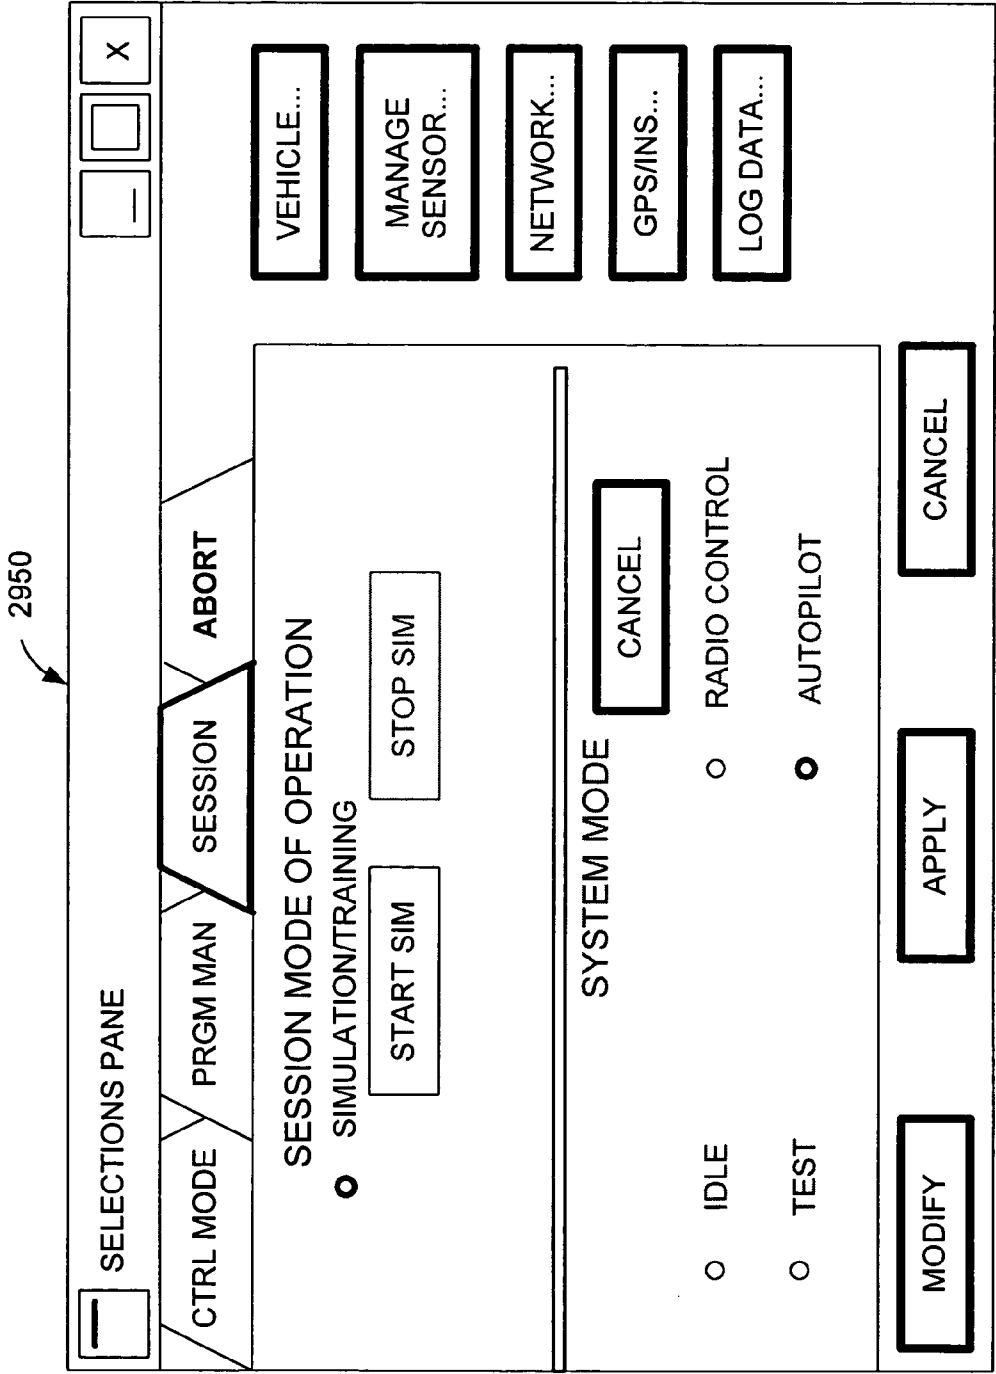 2950
SELECTIONS PANE
X
CTRL MODE
PRGM MAN
SESSION
ABORT
SESSION MODE OF OPERATION
SIMULATION/TRAINING
START SIM
STOP SIM
SYSTEM MODE
CANCEL
IDLE
RADIO CONTROL
TEST
AUTOPILOT
VEHICLE...
MANAGE
SENSOR...
NETWORK...
GPS/INS...
LOG DATA...
MODIFY
APPLY
CANCEL